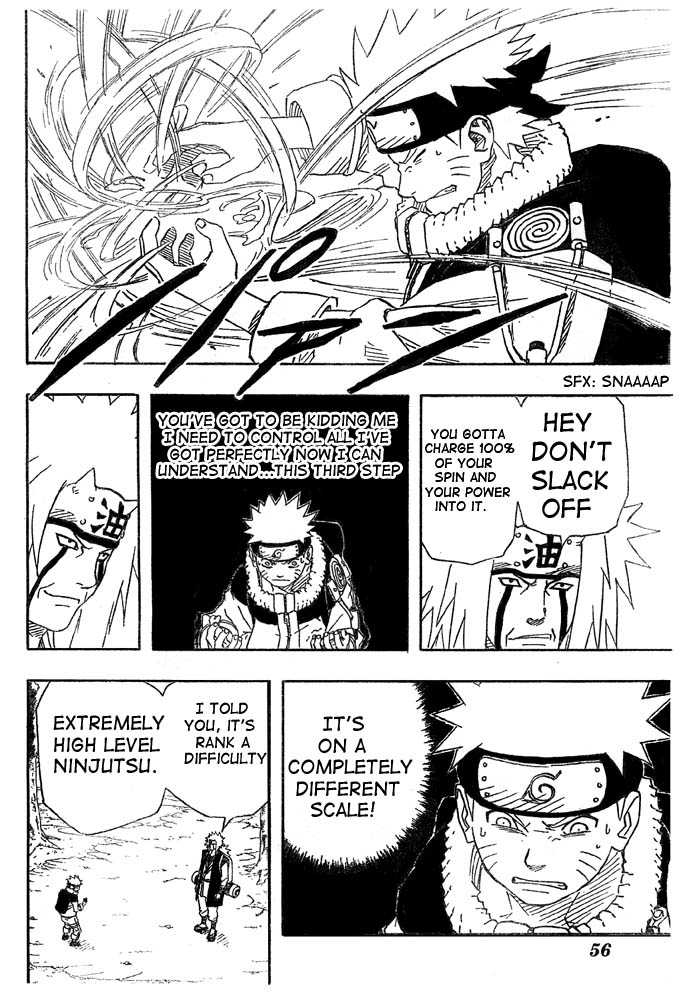 パァン
SFX: SNAAAAP
HEY
DON'T
SLACK
OFF
YOU GOTTA
CHARGE 100%
OF YOUR
SPIN AND
YOUR POWER
INTO IT.
油
YOU'VE GOT TO BE KIDDING ME
I NEED TO CONTROL ALL I'VE
GOT PERFECTLY NOW I CAN
UNDERSTAND...THIS THIRD STEP
油
IT'S
ON A
COMPLETELY
DIFFERENT
SCALE!
I TOLD
YOU, IT'S
RANK A
DIFFICULTY
EXTREMELY
HIGH LEVEL
NINJUTSU.
56